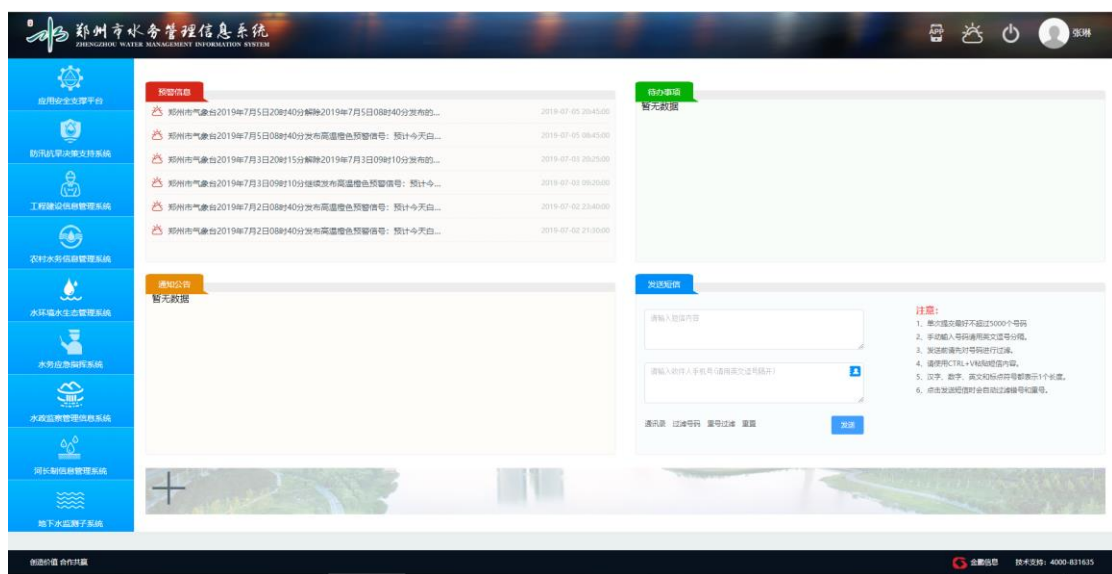 郑州市水务管理信息系统
ZHENGZHOU WATER MANAGEMENT INFORMATION SYSTEM
APP
张琳
应用安全支撑平台
防汛抗旱决策支持系统
工程建设信息管理系统
农村水务信息管理系统
水环境水生态管理系统
水务应急指挥系统
水政监察管理信息系统
河长制信息管理系统
地下水监测子系统
预警信息
郑州市气象台2019年7月5日20时40分解除2019年7月5日08时40分发布的... 2019-07-05 20:45:00
郑州市气象台2019年7月5日08时40分发布高温橙色预警信号：预计今天白... 2019-07-05 08:45:00
郑州市气象台2019年7月3日20时15分解除2019年7月3日09时10分发布的... 2019-07-03 20:25:00
郑州市气象台2019年7月3日09时10分继续发布高温橙色预警信号：预计今... 2019-07-03 09:20:00
郑州市气象台2019年7月2日08时40分发布高温橙色预警信号：预计今天白... 2019-07-02 23:40:00
郑州市气象台2019年7月2日08时40分发布高温橙色预警信号：预计今天白... 2019-07-02 21:30:00
待办事项
暂无数据
通知公告
暂无数据
发送短信
请输入短信内容
请输入收件人手机号(请用英文逗号隔开)
通讯录 过滤号码 重号过滤 重置
发送
注意：
1、单次提交最好不超过5000个号码
2、手动输入号码请用英文逗号分隔。
3、发送前请先对号码进行过滤。
4、请使用CTRL+V粘贴短信内容。
5、汉字、数字、英文和标点符号都表示1个长度。
6、点击发送短信时会自动过滤错号和重号。
创造价值 合作共赢
金鹏信息 技术支持：4000-831635